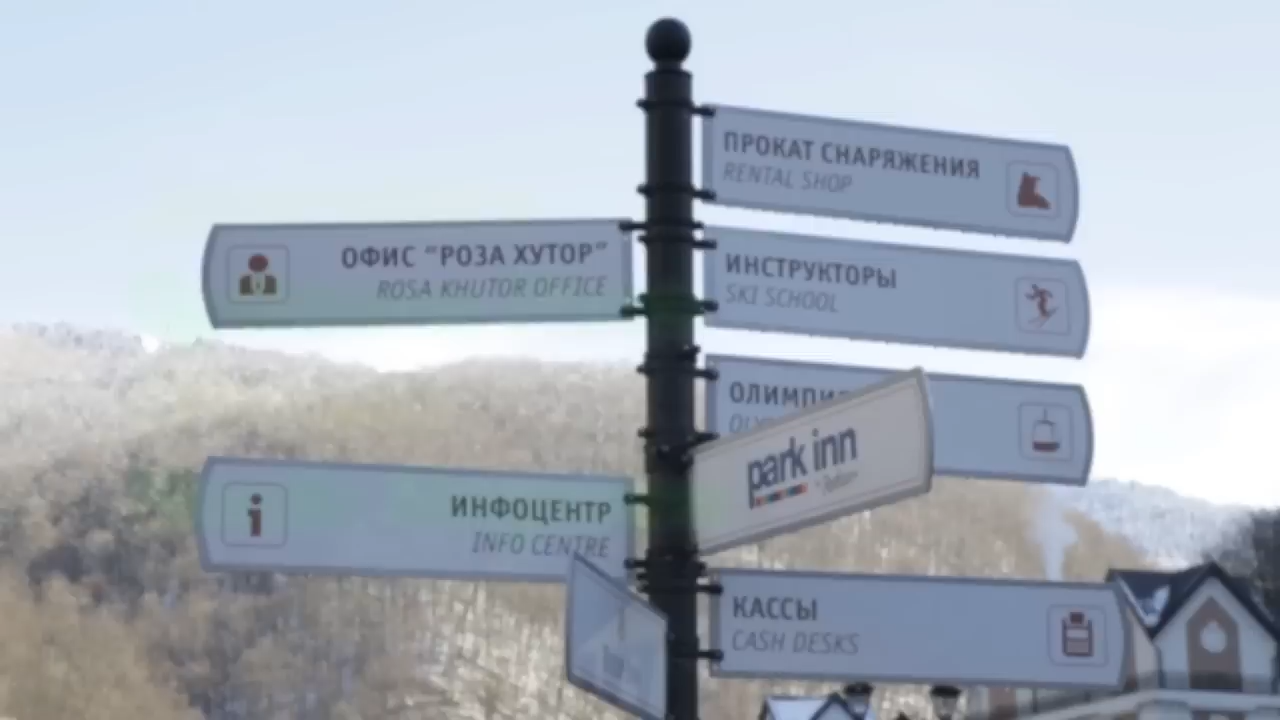 ПРОКАТ СНАРЯЖЕНИЯ
RENTAL SHOP
ОФИС "РОЗА ХУТОР"
ROSA KHUTOR OFFICE
ИНСТРУКТОРЫ
SKI SCHOOL
park inn
ИНФОЦЕНТР
INFO CENTRE
КАССЫ
CASH DESKS